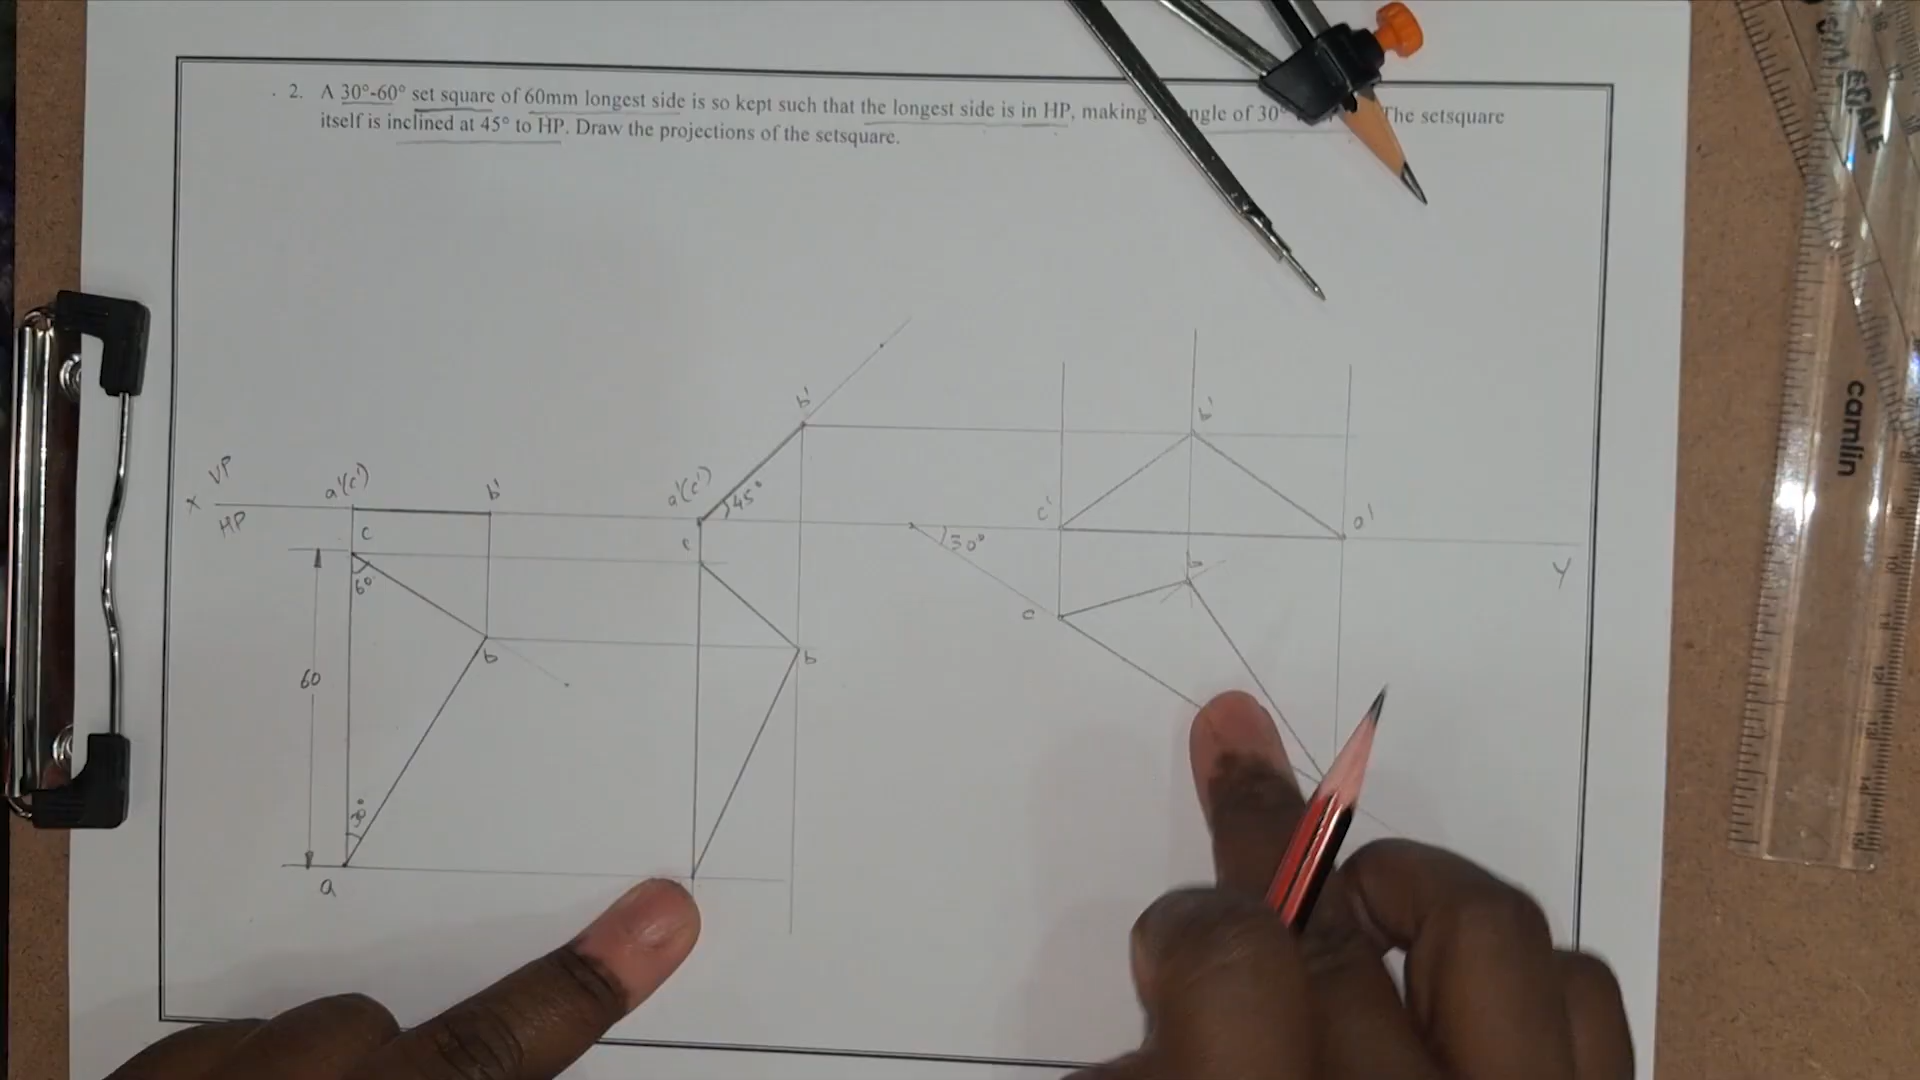 2. A 30°-60° set square of 60mm longest side is so kept such that the longest side is in HP, making angle of 30° The setsquare
itself is inclined at 45° to HP. Draw the projections of the setsquare.
SCALE
camlin
b'
b'
VP
a'(c')
b'
a'(c')
45°
X
HP
c'
a'
c
c
30°
Y
60
b
c
b
b
60
30°
a